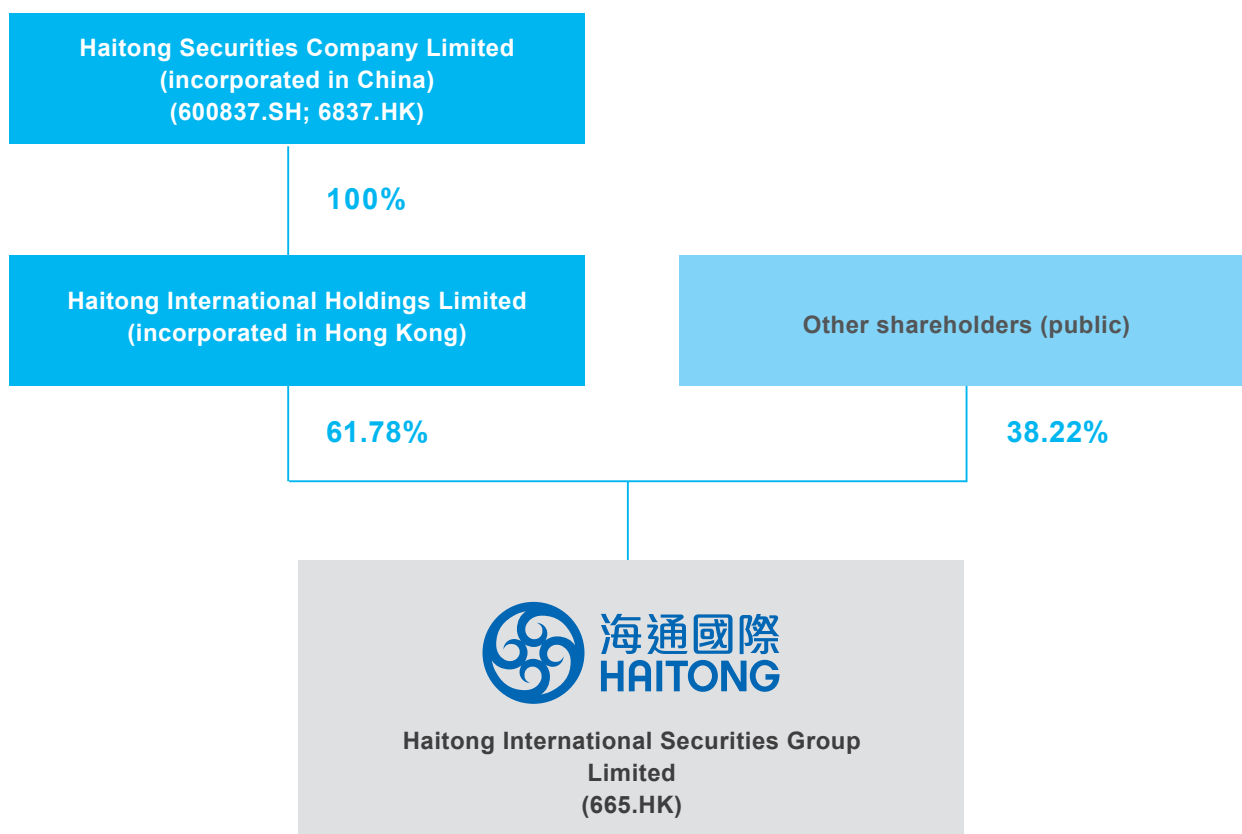 Haitong Securities Company Limited
(incorporated in China)
(600837.SH; 6837.HK)
100%
Haitong International Holdings Limited
(incorporated in Hong Kong)
Other shareholders (public)
61.78%
38.22%
海通國際
HAITONG
Haitong International Securities Group
Limited
(665.HK)